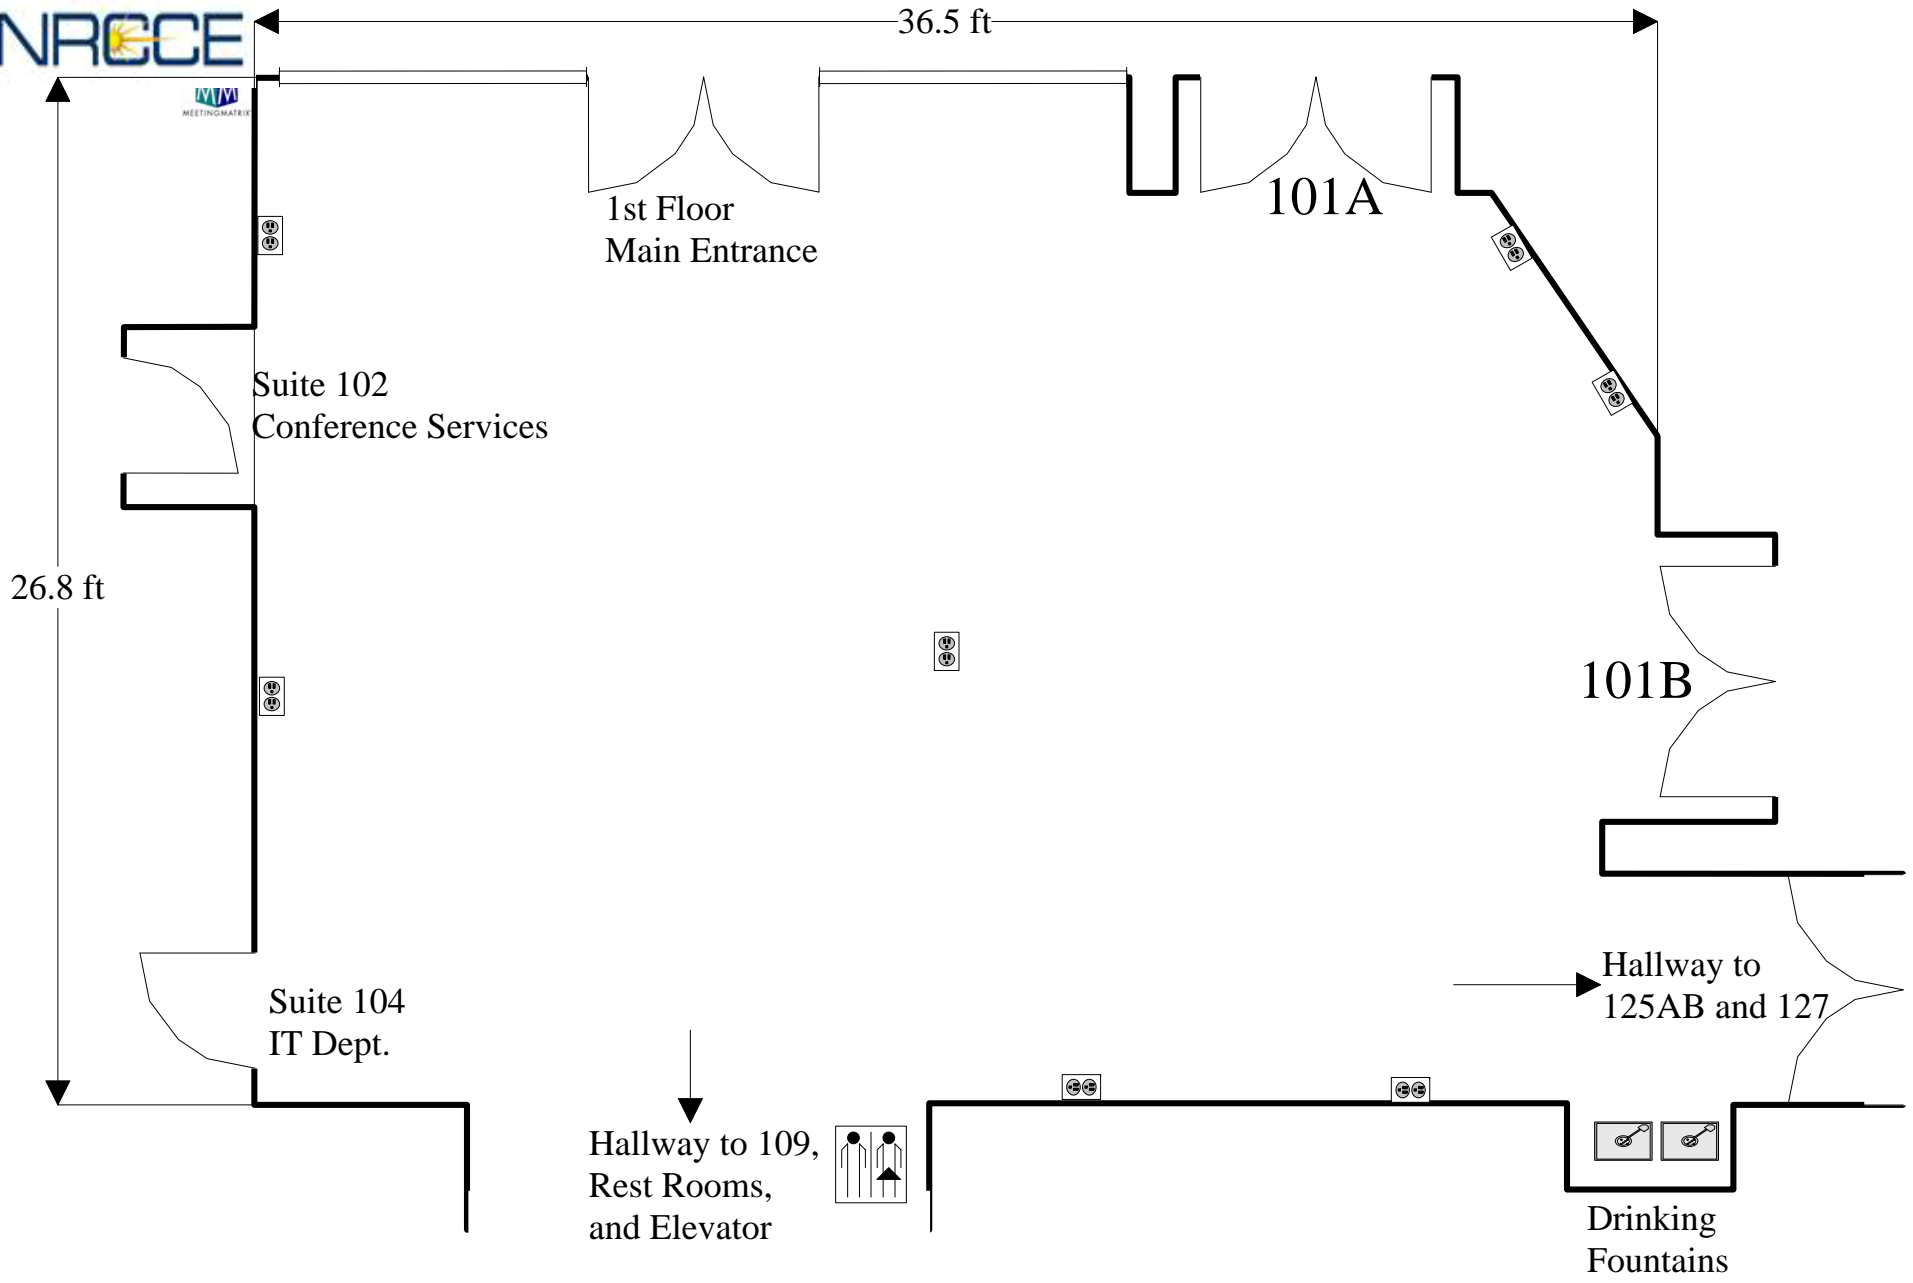 NRCCE
36.5 ft
MEETINGMATRIX
1st Floor
Main Entrance
101A
Suite 102
Conference Services
26.8 ft
101B
Suite 104
IT Dept.
Hallway to
125AB and 127
Hallway to 109,
Rest Rooms,
and Elevator
Drinking
Fountains